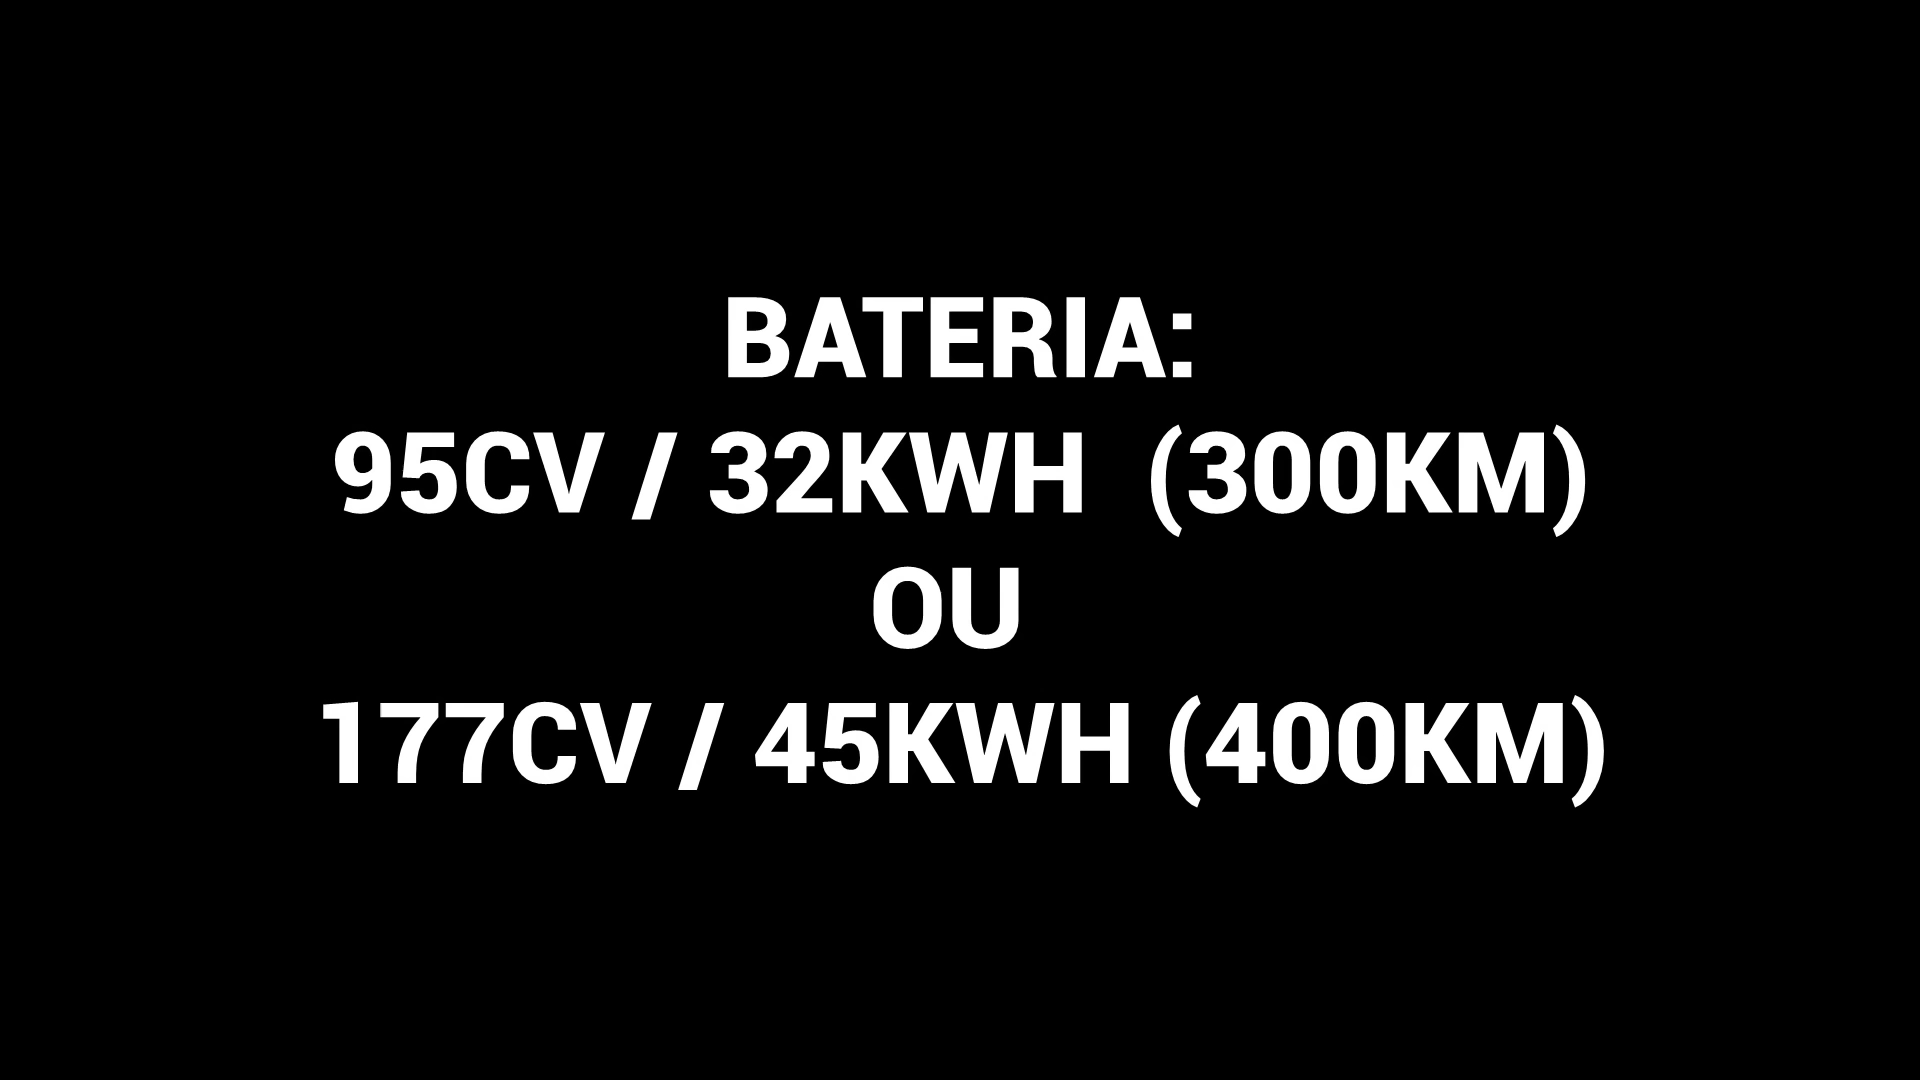 BATERIA:
95CV / 32KWH  (300KM)
OU
177CV / 45KWH (400KM)